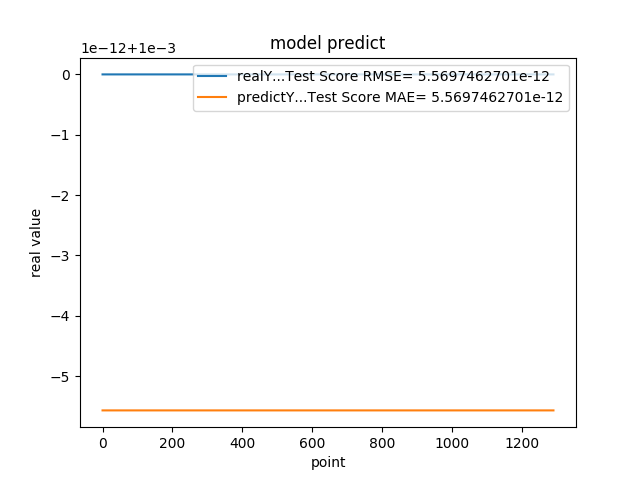 model predict
1e−12+1e−3
realY...Test Score RMSE= 5.5697462701e-12
predictY...Test Score MAE= 5.5697462701e-12
0
−1
−2
−3
−4
−5
real value
0 200 400 600 800 1000 1200
point